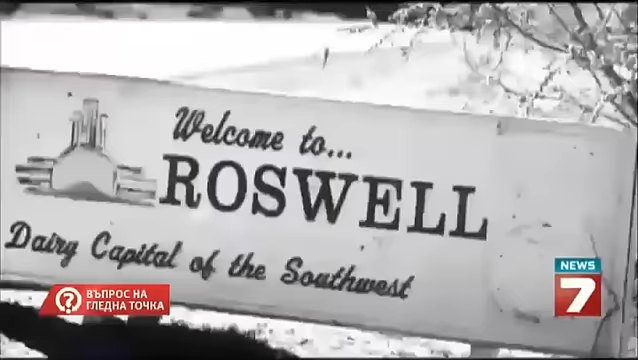 Welcome to...
ROSWELL
Dairy Capital of the Southwest
? ВЪПРОС НА
ГЛЕДНА ТОЧКА
NEWS
7